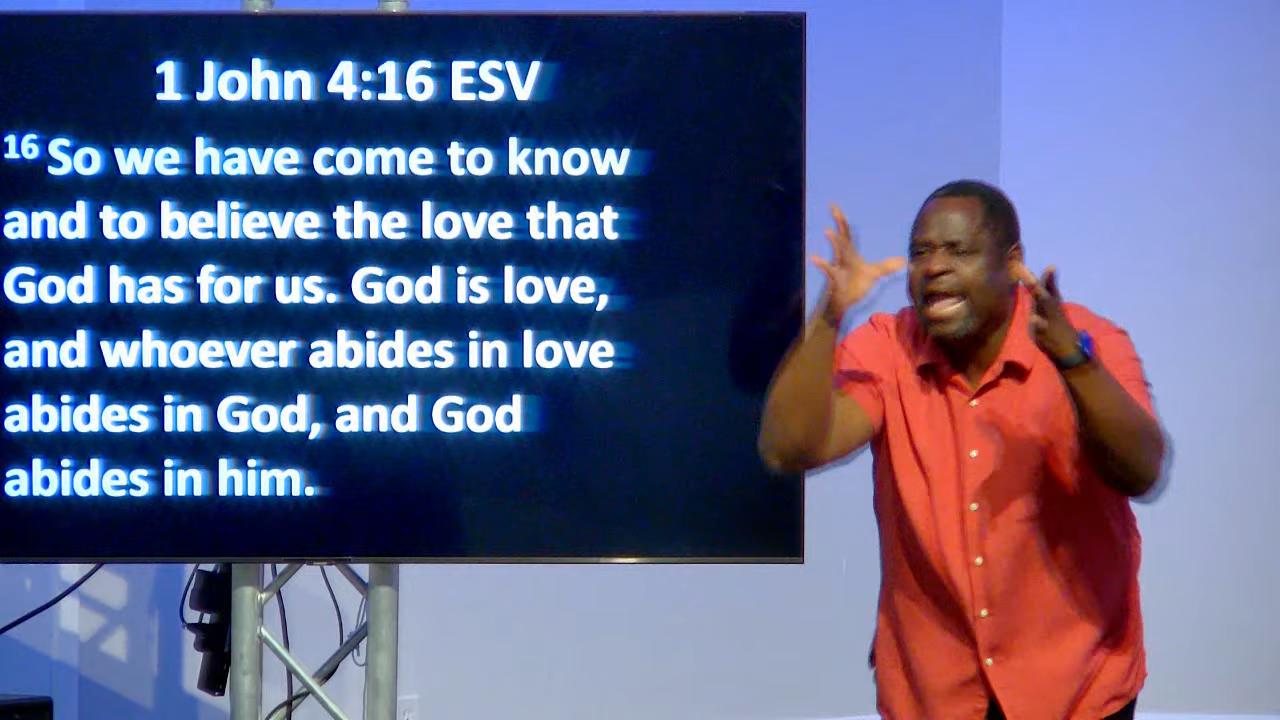 1 John 4:16 ESV
16 So we have come to know
and to believe the love that
God has for us. God is love,
and whoever abides in love
abides in God, and God
abides in him.